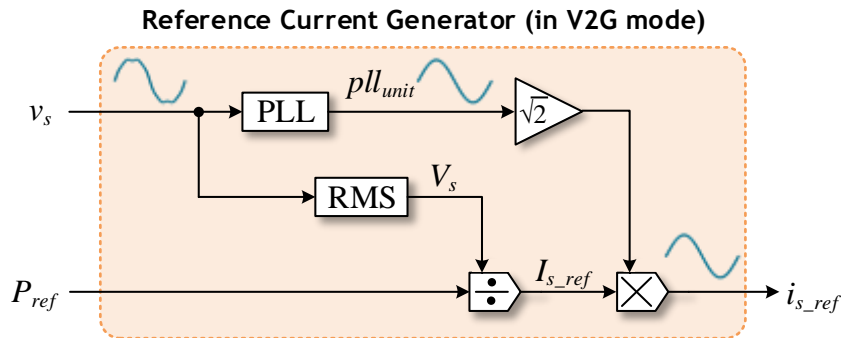 Reference Current Generator (in V2G mode)
v_s
PLL
pll_unit
√2
RMS
V_s
P_ref
÷
I_s_ref
×
i_s_ref